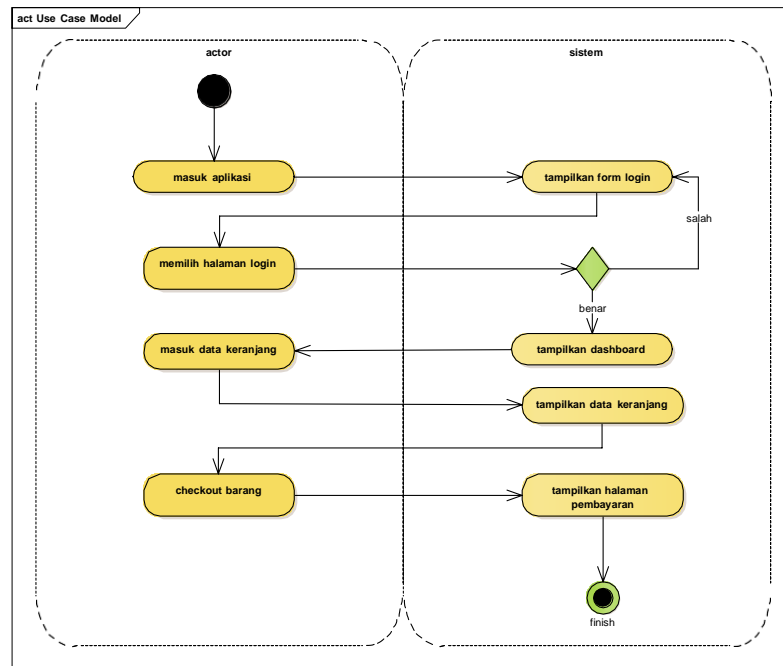 act Use Case Model
actor
sistem
masuk aplikasi
tampilkan form login
salah
memilih halaman login
benar
masuk data keranjang
tampilkan dashboard
tampilkan data keranjang
checkout barang
tampilkan halaman
pembayaran
finish